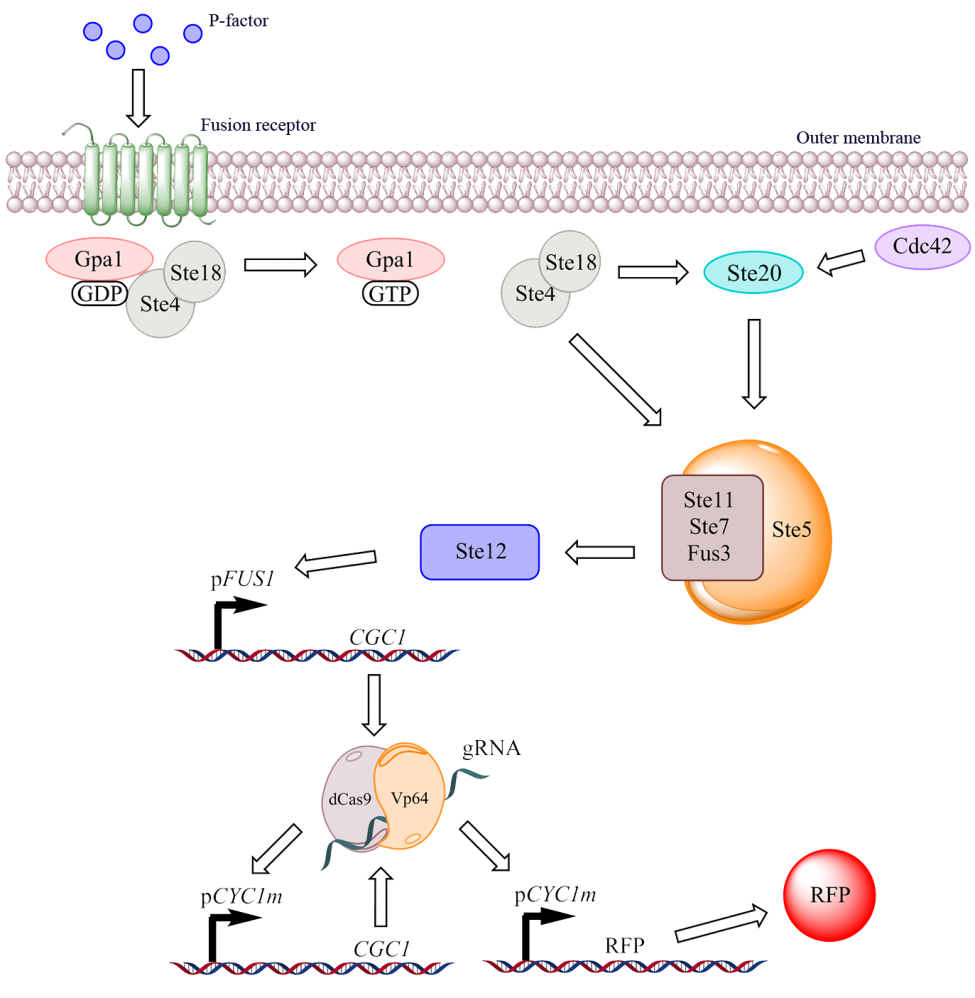 P-factor
Fusion receptor
Outer membrane
Gpa1
GDP
Ste4
Ste18
Gpa1
GTP
Ste18
Ste4
Ste20
Cdc42
Ste11
Ste7
Fus3
Ste5
Ste12
pFUS1
CGC1
gRNA
dCas9
Vp64
pCYC1m
CGC1
pCYC1m
RFP
RFP